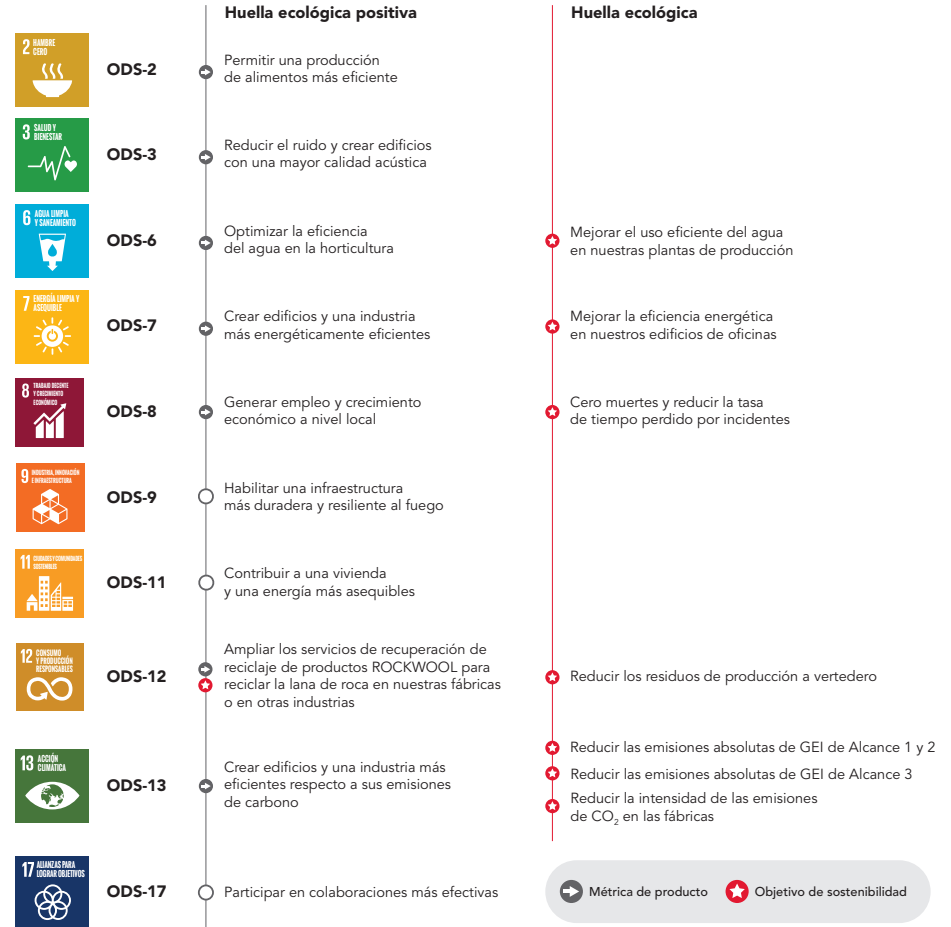 Huella ecológica positiva
Huella ecológica
2 HAMBRE
CERO
ODS-2
Permitir una producción
de alimentos más eficiente
3 SALUD Y
BIENESTAR
ODS-3
Reducir el ruido y crear edificios
con una mayor calidad acústica
6 AGUA LIMPIA
Y SANEAMIENTO
ODS-6
Optimizar la eficiencia
del agua en la horticultura
Mejorar el uso eficiente del agua
en nuestras plantas de producción
7 ENERGÍA LIMPIA Y
ASEQUIBLE
ODS-7
Crear edificios y una industria
más energéticamente eficientes
Mejorar la eficiencia energética
en nuestros edificios de oficinas
8 TRABAJO DECENTE
Y CRECIMIENTO
ECONÓMICO
ODS-8
Generar empleo y crecimiento
económico a nivel local
Cero muertes y reducir la tasa
de tiempo perdido por incidentes
9 INDUSTRIA, INNOVACIÓN
E INFRAESTRUCTURA
ODS-9
Habilitar una infraestructura
más duradera y resiliente al fuego
11 CIUDADES Y COMUNIDADES
SOSTENIBLES
ODS-11
Contribuir a una vivienda
y una energía más asequibles
12 CONSUMO
Y PRODUCCIÓN
RESPONSABLES
ODS-12
Ampliar los servicios de recuperación de
reciclaje de productos ROCKWOOL para
reciclar la lana de roca en nuestras fábricas
o en otras industrias
Reducir los residuos de producción a vertedero
13 ACCIÓN
CLIMÁTICA
ODS-13
Crear edificios y una industria más
eficientes respecto a sus emisiones
de carbono
Reducir las emisiones absolutas de GEI de Alcance 1 y 2
Reducir las emisiones absolutas de GEI de Alcance 3
Reducir la intensidad de las emisiones
de CO₂ en las fábricas
17 ALIANZAS PARA
LOGRAR OBJETIVOS
ODS-17
Participar en colaboraciones más efectivas
Métrica de producto
Objetivo de sostenibilidad